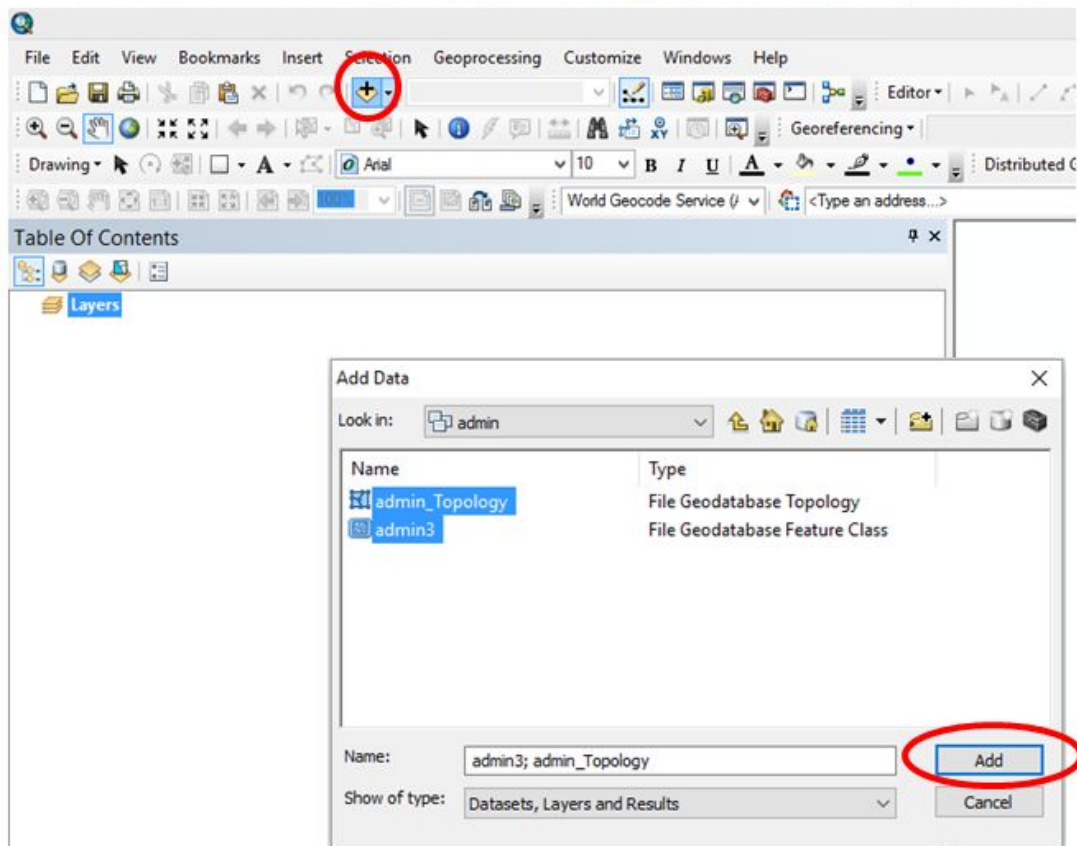 File Edit View Bookmarks Insert Selection Geoprocessing Customize Windows Help
Editor
Georeferencing
Drawing A Arial 10 B I U A Distributed G
100% World Geocode Service (/ <Type an address...>
Table Of Contents
Layers
Add Data
Look in: admin
Name Type
admin_Topology File Geodatabase Topology
admin3 File Geodatabase Feature Class
Name: admin3; admin_Topology Add
Show of type: Datasets, Layers and Results Cancel